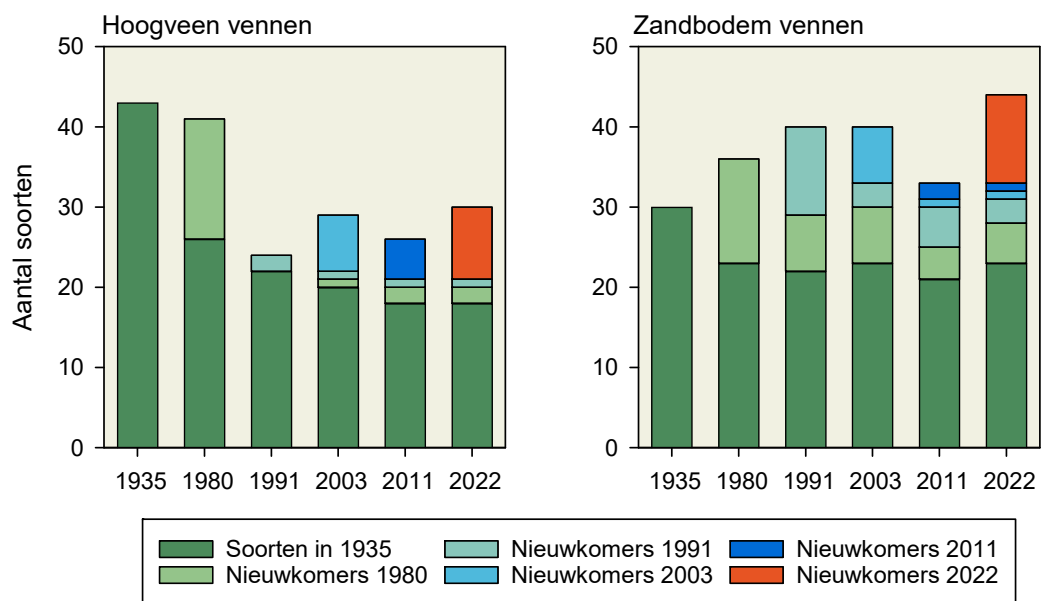 Hoogveen vennen
Zandbodem vennen
Aantal soorten
50
40
30
20
10
0
1935 1980 1991 2003 2011 2022
50
40
30
20
10
0
1935 1980 1991 2003 2011 2022
Soorten in 1935 Nieuwkomers 1991 Nieuwkomers 2011
Nieuwkomers 1980 Nieuwkomers 2003 Nieuwkomers 2022